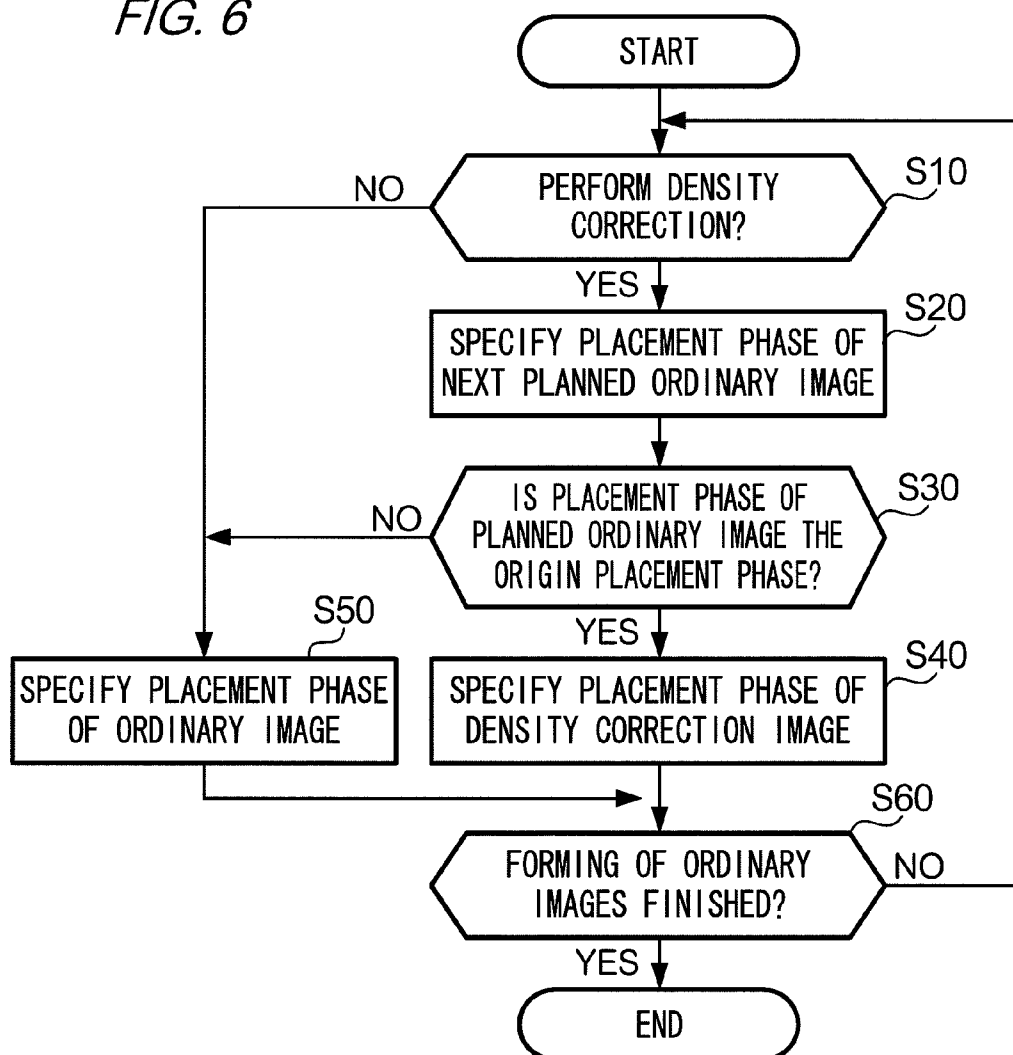 FIG. 6
START
PERFORM DENSITY
CORRECTION?
S10
NO
YES
SPECIFY PLACEMENT PHASE OF
NEXT PLANNED ORDINARY IMAGE
S20
IS PLACEMENT PHASE OF
PLANNED ORDINARY IMAGE THE
ORIGIN PLACEMENT PHASE?
S30
NO
YES
S50
SPECIFY PLACEMENT PHASE
OF ORDINARY IMAGE
SPECIFY PLACEMENT PHASE OF
DENSITY CORRECTION IMAGE
S40
FORMING OF ORDINARY
IMAGES FINISHED?
S60
NO
YES
END